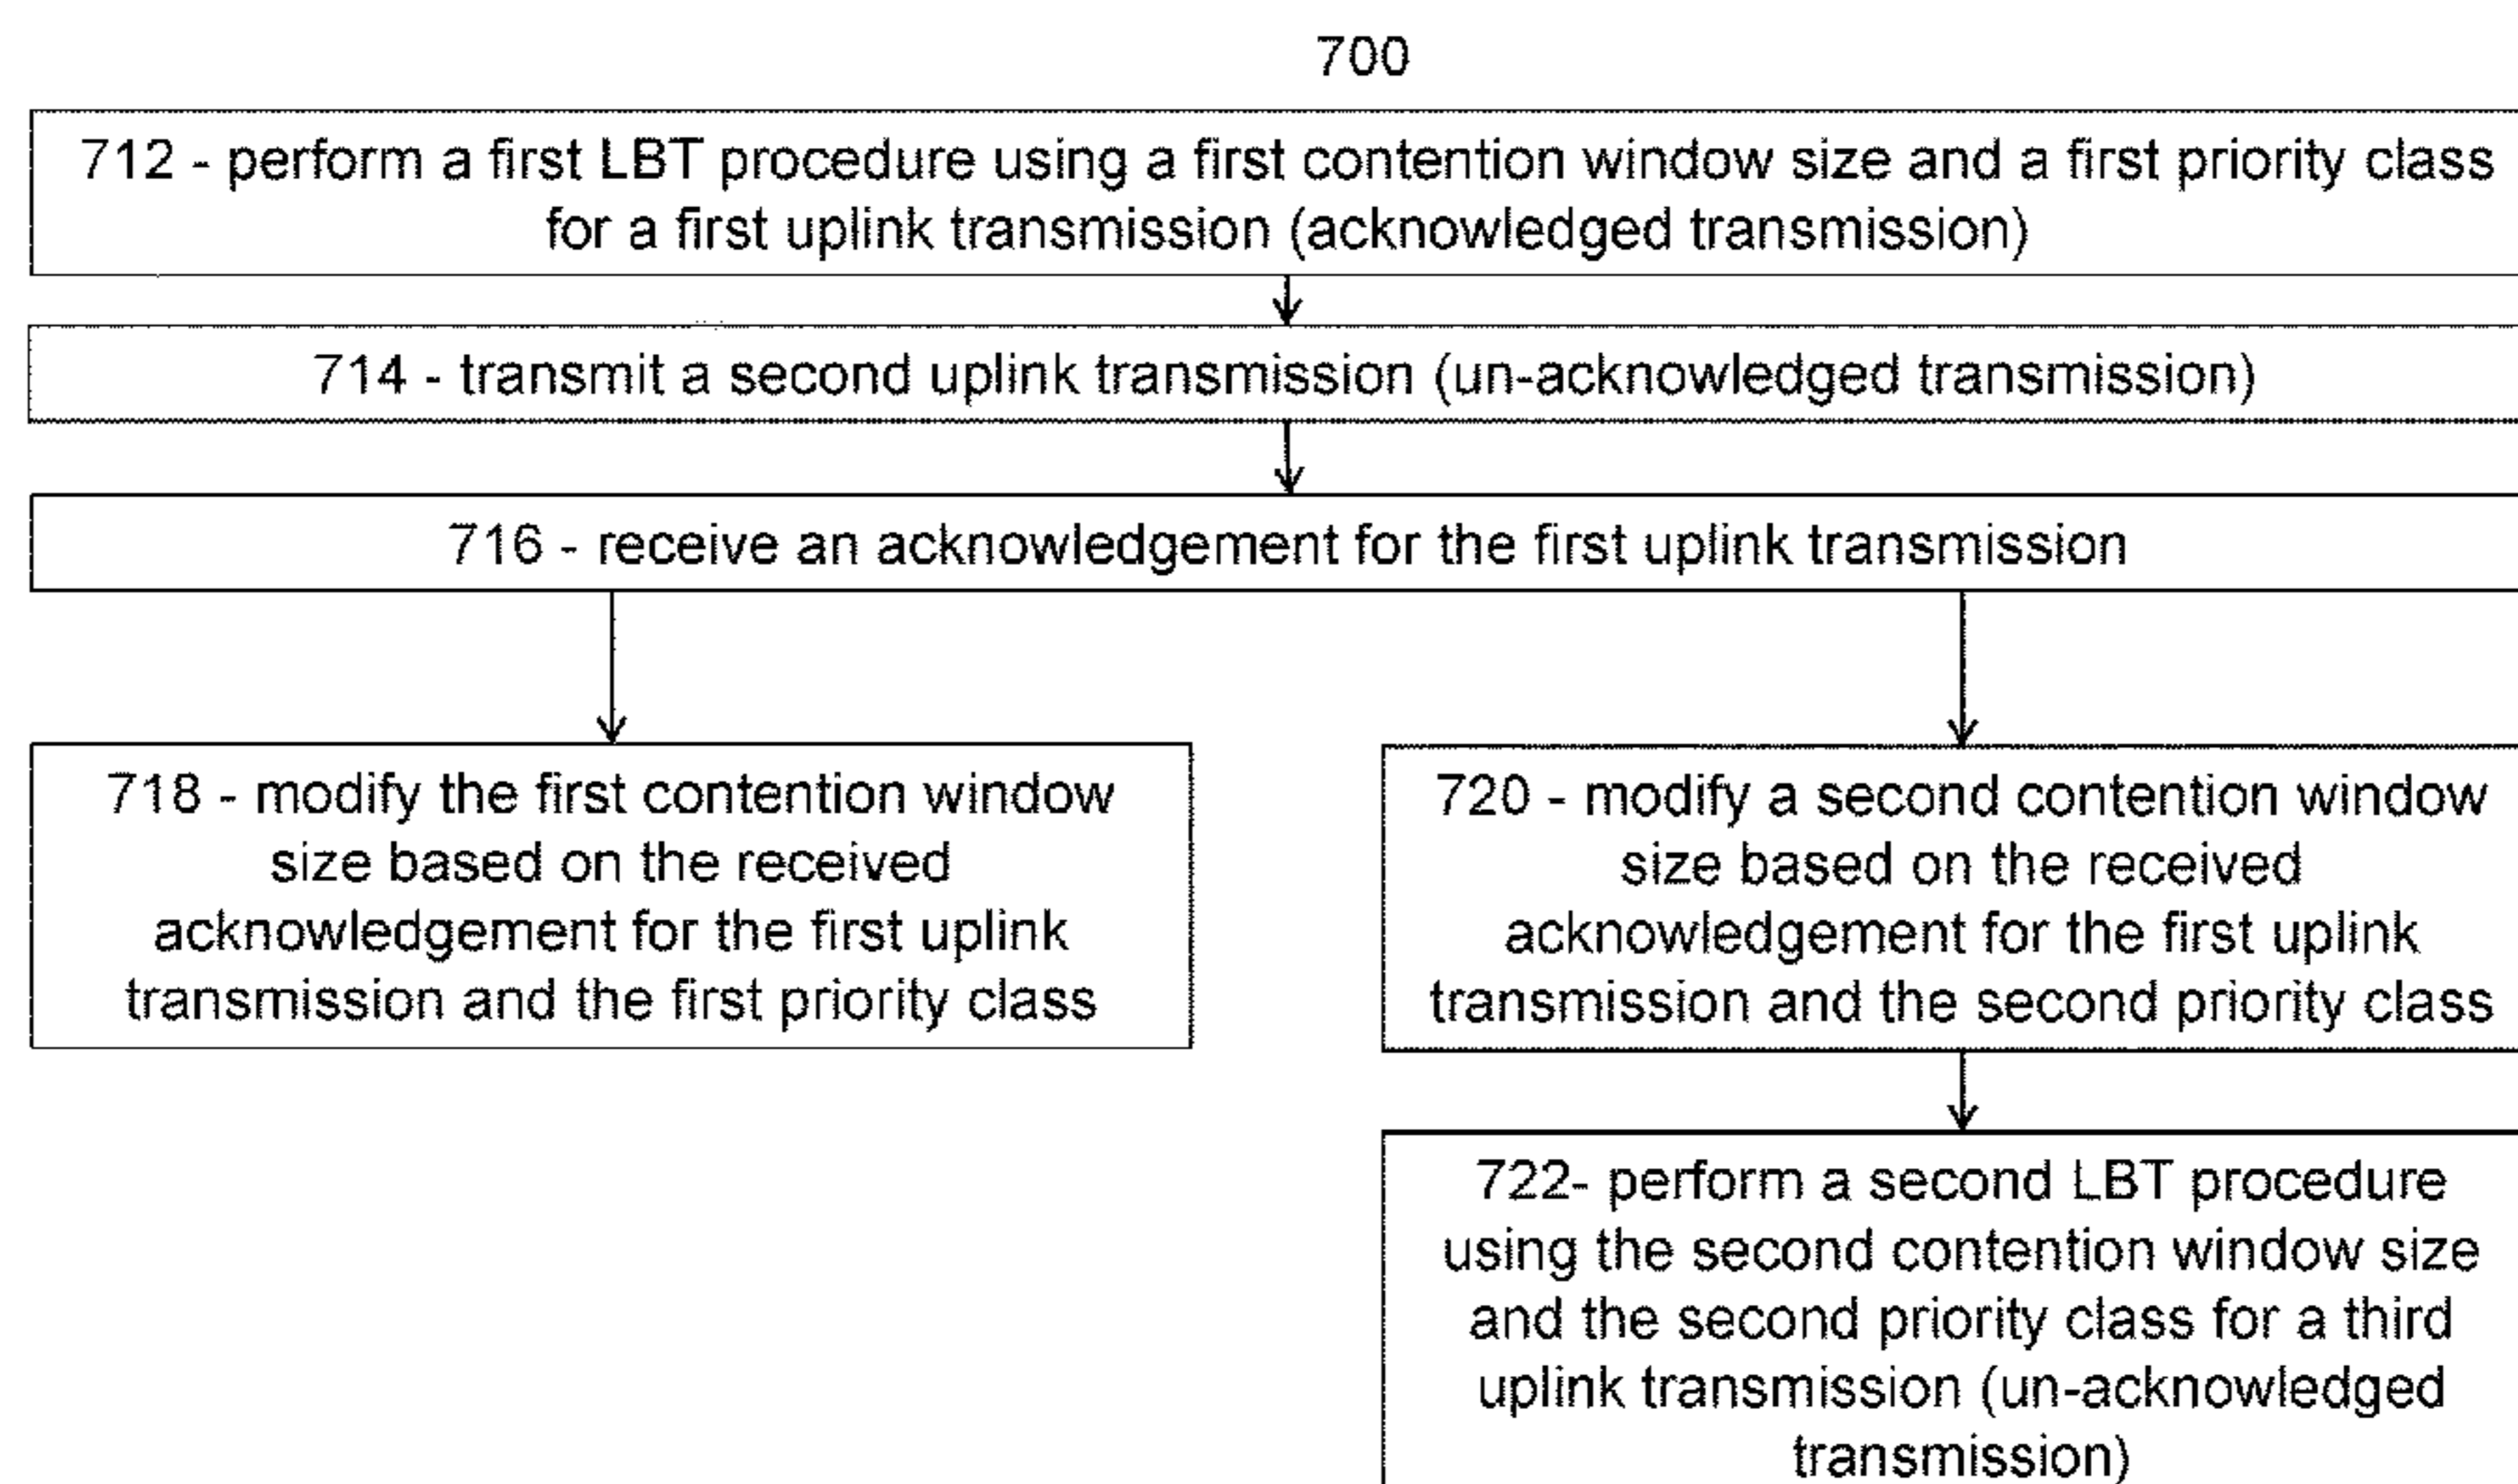 700
712 - perform a first LBT procedure using a first contention window size and a first priority class
for a first uplink transmission (acknowledged transmission)
714 - transmit a second uplink transmission (un-acknowledged transmission)
716 - receive an acknowledgement for the first uplink transmission
718 - modify the first contention window
size based on the received
acknowledgement for the first uplink
transmission and the first priority class
720 - modify a second contention window
size based on the received
acknowledgement for the first uplink
transmission and the second priority class
722- perform a second LBT procedure
using the second contention window size
and the second priority class for a third
uplink transmission (un-acknowledged
transmission)